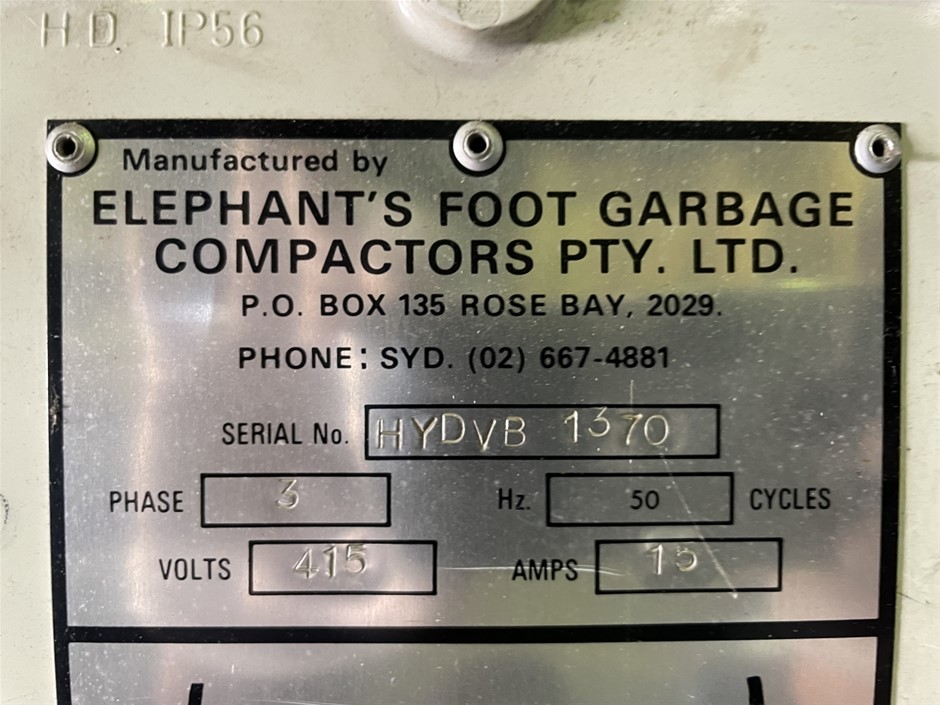 H.D. IP56
Manufactured by
ELEPHANT'S FOOT GARBAGE
COMPACTORS PTY. LTD.
P.O. BOX 135 ROSE BAY, 2029.
PHONE: SYD. (02) 667-4881
SERIAL No. HYDVB 1370
PHASE 3 Hz. 50 CYCLES
VOLTS 415 AMPS 15